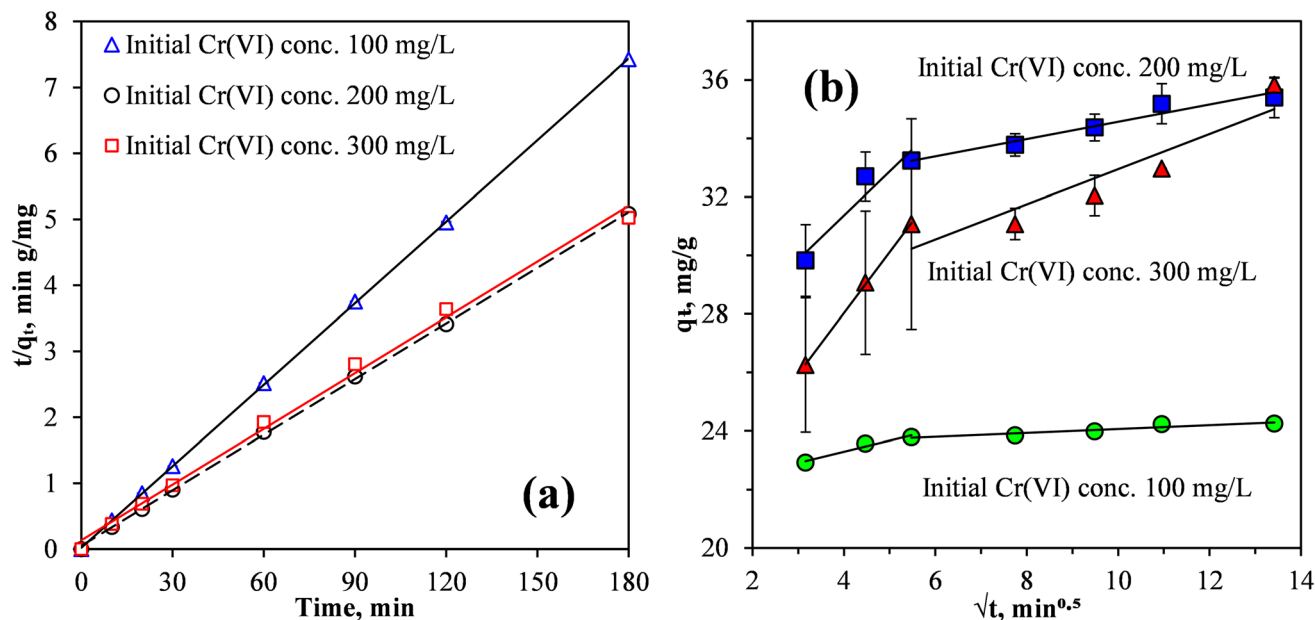 8
7
6
5
4
3
2
1
0
t/qₜ, min g/mg
Initial Cr(VI) conc. 100 mg/L
Initial Cr(VI) conc. 200 mg/L
Initial Cr(VI) conc. 300 mg/L
(a)
0 30 60 90 120 150 180
Time, min
36
32
28
24
20
qₜ, mg/g
(b)
Initial Cr(VI) conc. 200 mg/L
Initial Cr(VI) conc. 300 mg/L
Initial Cr(VI) conc. 100 mg/L
2 4 6 8 10 12 14
√t, min⁰·⁵